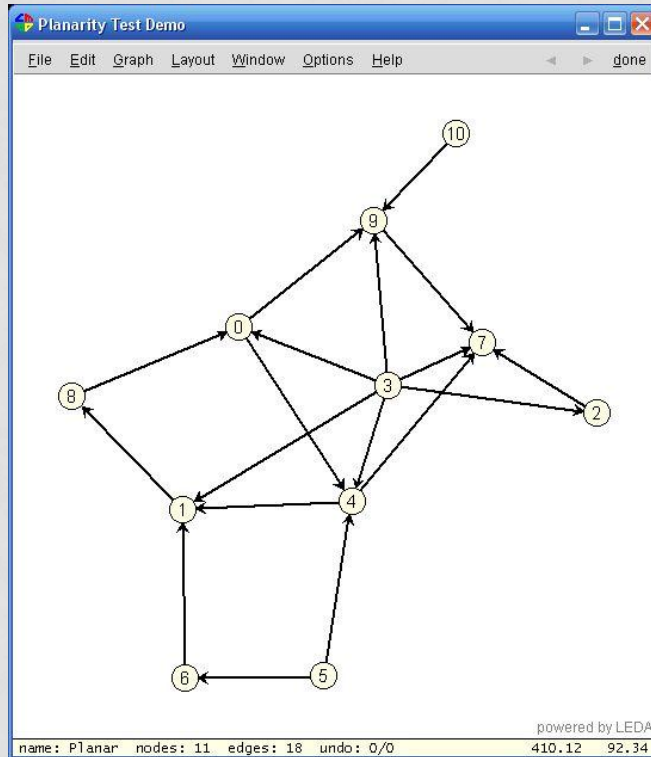 Planarity Test Demo
File Edit Graph Layout Window Options Help done
10
9
0
7
3
8
2
4
1
5
6
powered by LEDA
name: Planar nodes: 11 edges: 18 undo: 0/0 410.12 92.34